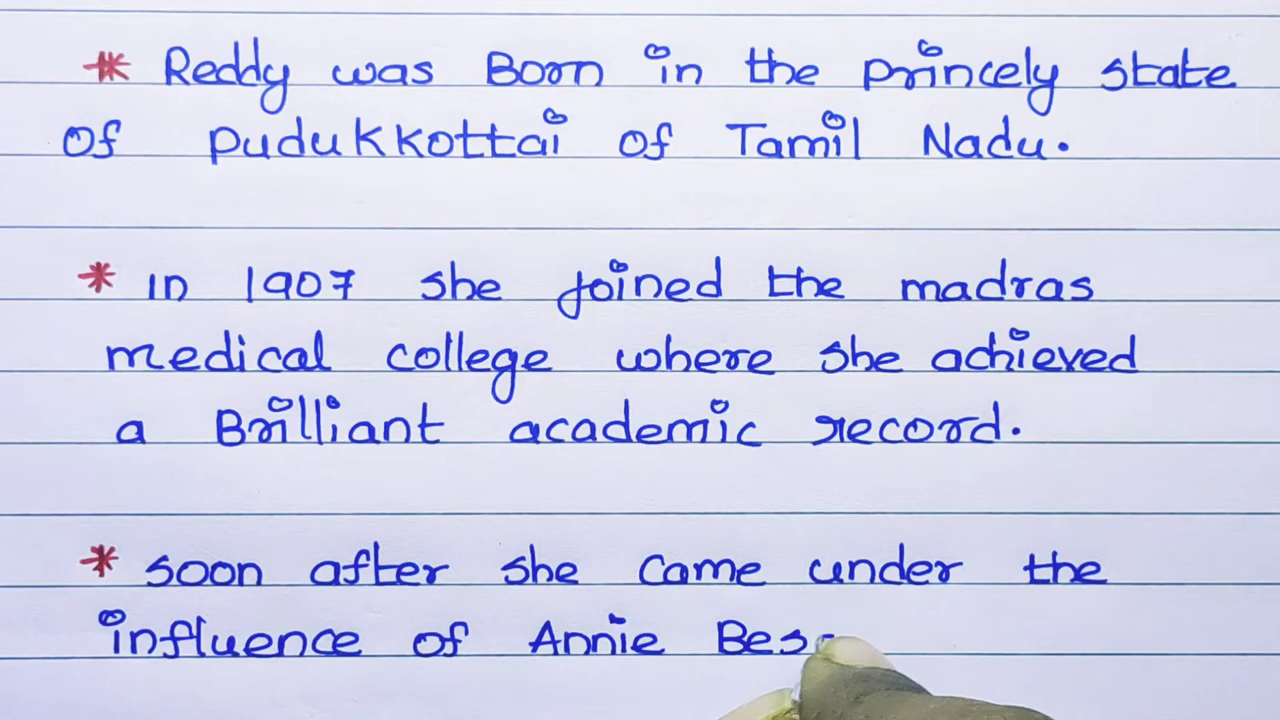 * Reddy was Born in the princely state
of pudukkottai of Tamil Nadu.
* in 1907 she joined the madras
medical college where she achieved
a Brilliant academic record.
* soon after she came under the
influence of Annie Bes